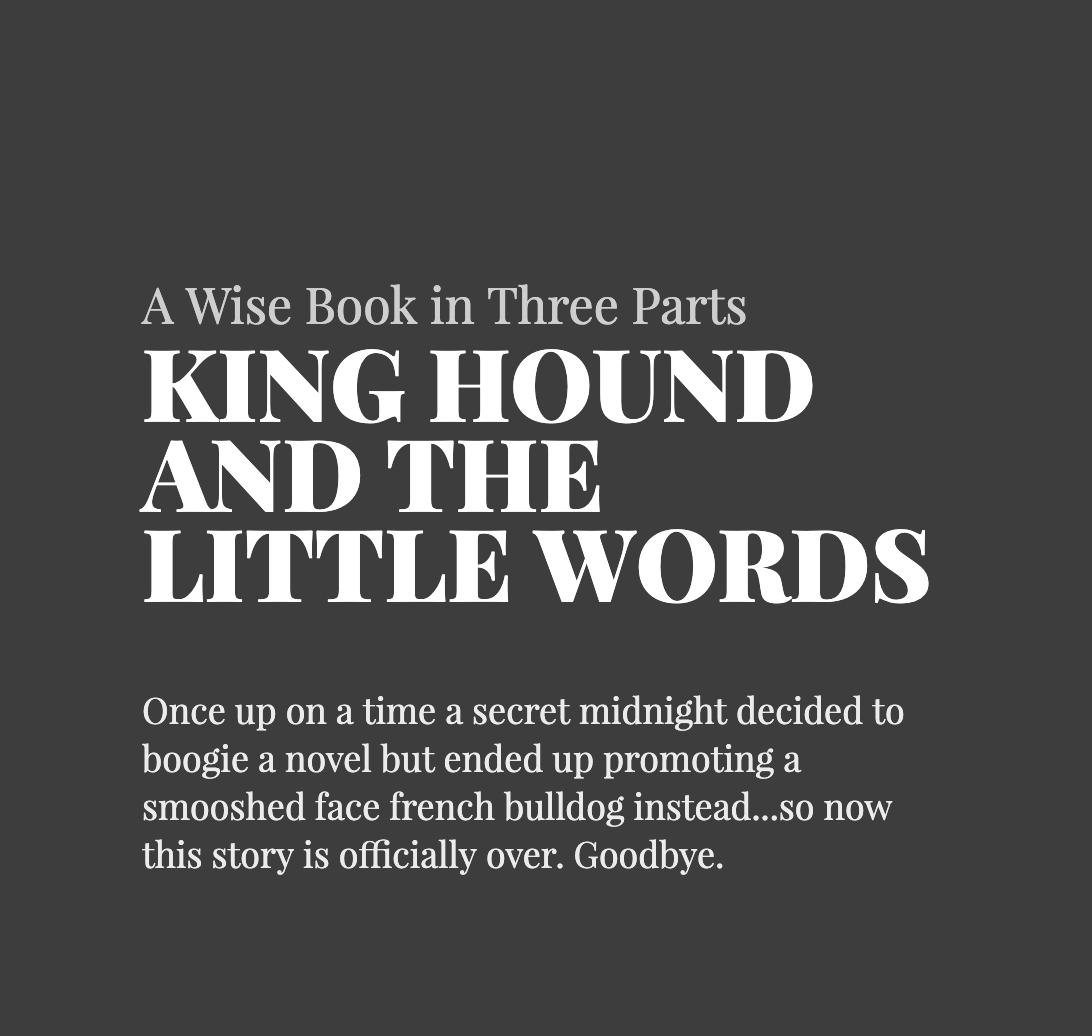 A Wise Book in Three Parts
KING HOUND
AND THE
LITTLE WORDS
Once up on a time a secret midnight decided to
boogie a novel but ended up promoting a
smooshed face french bulldog instead...so now
this story is officially over. Goodbye.